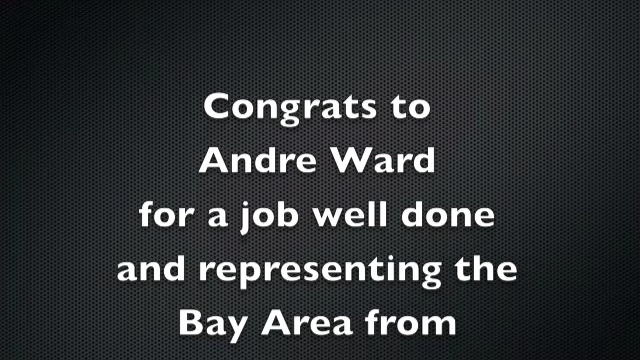 Congrats to
Andre Ward
for a job well done
and representing the
Bay Area from